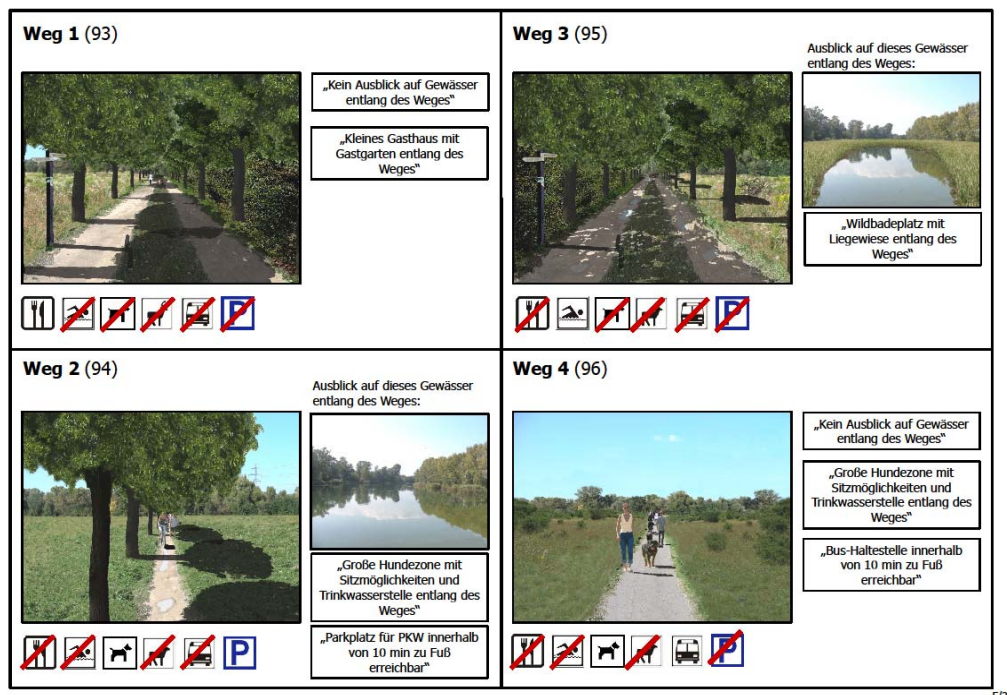 Weg 1 (93)
„Kein Ausblick auf Gewässer
entlang des Weges“
„Kleines Gasthaus mit
Gastgarten entlang des
Weges“
P
Weg 3 (95)
Ausblick auf dieses Gewässer
entlang des Weges:
„Wildbadeplatz mit
Liegewiese entlang des
Weges“
P
Weg 2 (94)
Ausblick auf dieses Gewässer
entlang des Weges:
„Große Hundezone mit
Sitzmöglichkeiten und
Trinkwasserstelle entlang des
Weges“
„Parkplatz für PKW innerhalb
von 10 min zu Fuß
erreichbar“
P
Weg 4 (96)
„Kein Ausblick auf Gewässer
entlang des Weges“
„Große Hundezone mit
Sitzmöglichkeiten und
Trinkwasserstelle entlang des
Weges“
„Bus-Haltestelle innerhalb
von 10 min zu Fuß
erreichbar“
P